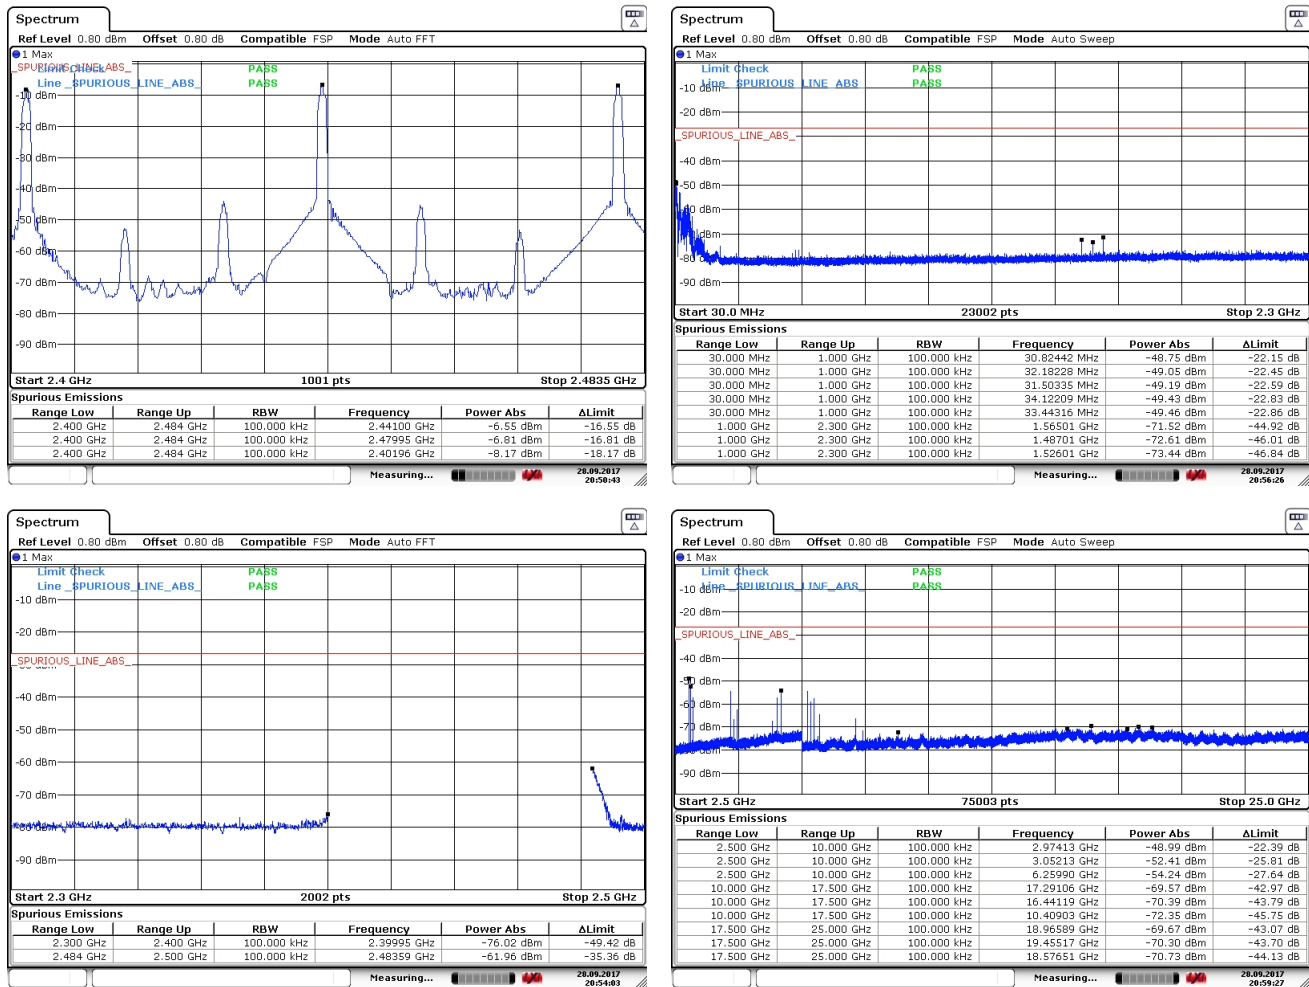 Spectrum
Ref Level 0.80 dBm Offset 0.80 dB Compatible FSP Mode Auto FFT
1 Max
Limit Check PASS
_SPURIOUS_LINE_ABS_
Line _SPURIOUS_LINE_ABS_ PASS
-10 dBm
-20 dBm
-30 dBm
-40 dBm
-50 dBm
-60 dBm
-70 dBm
-80 dBm
-90 dBm
Start 2.4 GHz 1001 pts Stop 2.4835 GHz
Spurious Emissions
Range Low Range Up RBW Frequency Power Abs ΔLimit
2.400 GHz 2.484 GHz 100.000 kHz 2.44100 GHz -6.55 dBm -16.55 dB
2.400 GHz 2.484 GHz 100.000 kHz 2.47995 GHz -6.81 dBm -16.81 dB
2.400 GHz 2.484 GHz 100.000 kHz 2.40196 GHz -8.17 dBm -18.17 dB
Measuring... 28.09.2017
20:50:43
Spectrum
Ref Level 0.80 dBm Offset 0.80 dB Compatible FSP Mode Auto Sweep
1 Max
Limit Check PASS
Line _SPURIOUS_LINE_ABS_ PASS
-10 dBm
-20 dBm
_SPURIOUS_LINE_ABS_
-40 dBm
-50 dBm
-60 dBm
-70 dBm
-80 dBm
-90 dBm
Start 30.0 MHz 23002 pts Stop 2.3 GHz
Spurious Emissions
Range Low Range Up RBW Frequency Power Abs ΔLimit
30.000 MHz 1.000 GHz 100.000 kHz 30.82442 MHz -48.75 dBm -22.15 dB
30.000 MHz 1.000 GHz 100.000 kHz 32.18228 MHz -49.05 dBm -22.45 dB
30.000 MHz 1.000 GHz 100.000 kHz 31.50335 MHz -49.19 dBm -22.59 dB
30.000 MHz 1.000 GHz 100.000 kHz 34.12209 MHz -49.43 dBm -22.83 dB
30.000 MHz 1.000 GHz 100.000 kHz 33.44316 MHz -49.46 dBm -22.86 dB
1.000 GHz 2.300 GHz 100.000 kHz 1.56501 GHz -71.52 dBm -44.92 dB
1.000 GHz 2.300 GHz 100.000 kHz 1.48701 GHz -72.61 dBm -46.01 dB
1.000 GHz 2.300 GHz 100.000 kHz 1.52601 GHz -73.44 dBm -46.84 dB
Measuring... 28.09.2017
20:56:26
Spectrum
Ref Level 0.80 dBm Offset 0.80 dB Compatible FSP Mode Auto FFT
1 Max
Limit Check PASS
Line _SPURIOUS_LINE_ABS_ PASS
-10 dBm
-20 dBm
_SPURIOUS_LINE_ABS_
-40 dBm
-50 dBm
-60 dBm
-70 dBm
-80 dBm
-90 dBm
Start 2.3 GHz 2002 pts Stop 2.5 GHz
Spurious Emissions
Range Low Range Up RBW Frequency Power Abs ΔLimit
2.300 GHz 2.400 GHz 100.000 kHz 2.39995 GHz -76.02 dBm -49.42 dB
2.484 GHz 2.500 GHz 100.000 kHz 2.48359 GHz -61.96 dBm -35.36 dB
Measuring... 28.09.2017
20:54:03
Spectrum
Ref Level 0.80 dBm Offset 0.80 dB Compatible FSP Mode Auto Sweep
1 Max
Limit Check PASS
Line _SPURIOUS_LINE_ABS_ PASS
-10 dBm
-20 dBm
_SPURIOUS_LINE_ABS_
-40 dBm
-50 dBm
-60 dBm
-70 dBm
-80 dBm
-90 dBm
Start 2.5 GHz 75003 pts Stop 25.0 GHz
Spurious Emissions
Range Low Range Up RBW Frequency Power Abs ΔLimit
2.500 GHz 10.000 GHz 100.000 kHz 2.97413 GHz -48.99 dBm -22.39 dB
2.500 GHz 10.000 GHz 100.000 kHz 3.05213 GHz -52.41 dBm -25.81 dB
2.500 GHz 10.000 GHz 100.000 kHz 6.25990 GHz -54.24 dBm -27.64 dB
10.000 GHz 17.500 GHz 100.000 kHz 17.29106 GHz -69.57 dBm -42.97 dB
10.000 GHz 17.500 GHz 100.000 kHz 16.44119 GHz -70.39 dBm -43.79 dB
10.000 GHz 17.500 GHz 100.000 kHz 10.40903 GHz -72.35 dBm -45.75 dB
17.500 GHz 25.000 GHz 100.000 kHz 18.96589 GHz -69.67 dBm -43.07 dB
17.500 GHz 25.000 GHz 100.000 kHz 19.45517 GHz -70.30 dBm -43.70 dB
17.500 GHz 25.000 GHz 100.000 kHz 18.57651 GHz -70.73 dBm -44.13 dB
Measuring... 28.09.2017
20:59:27